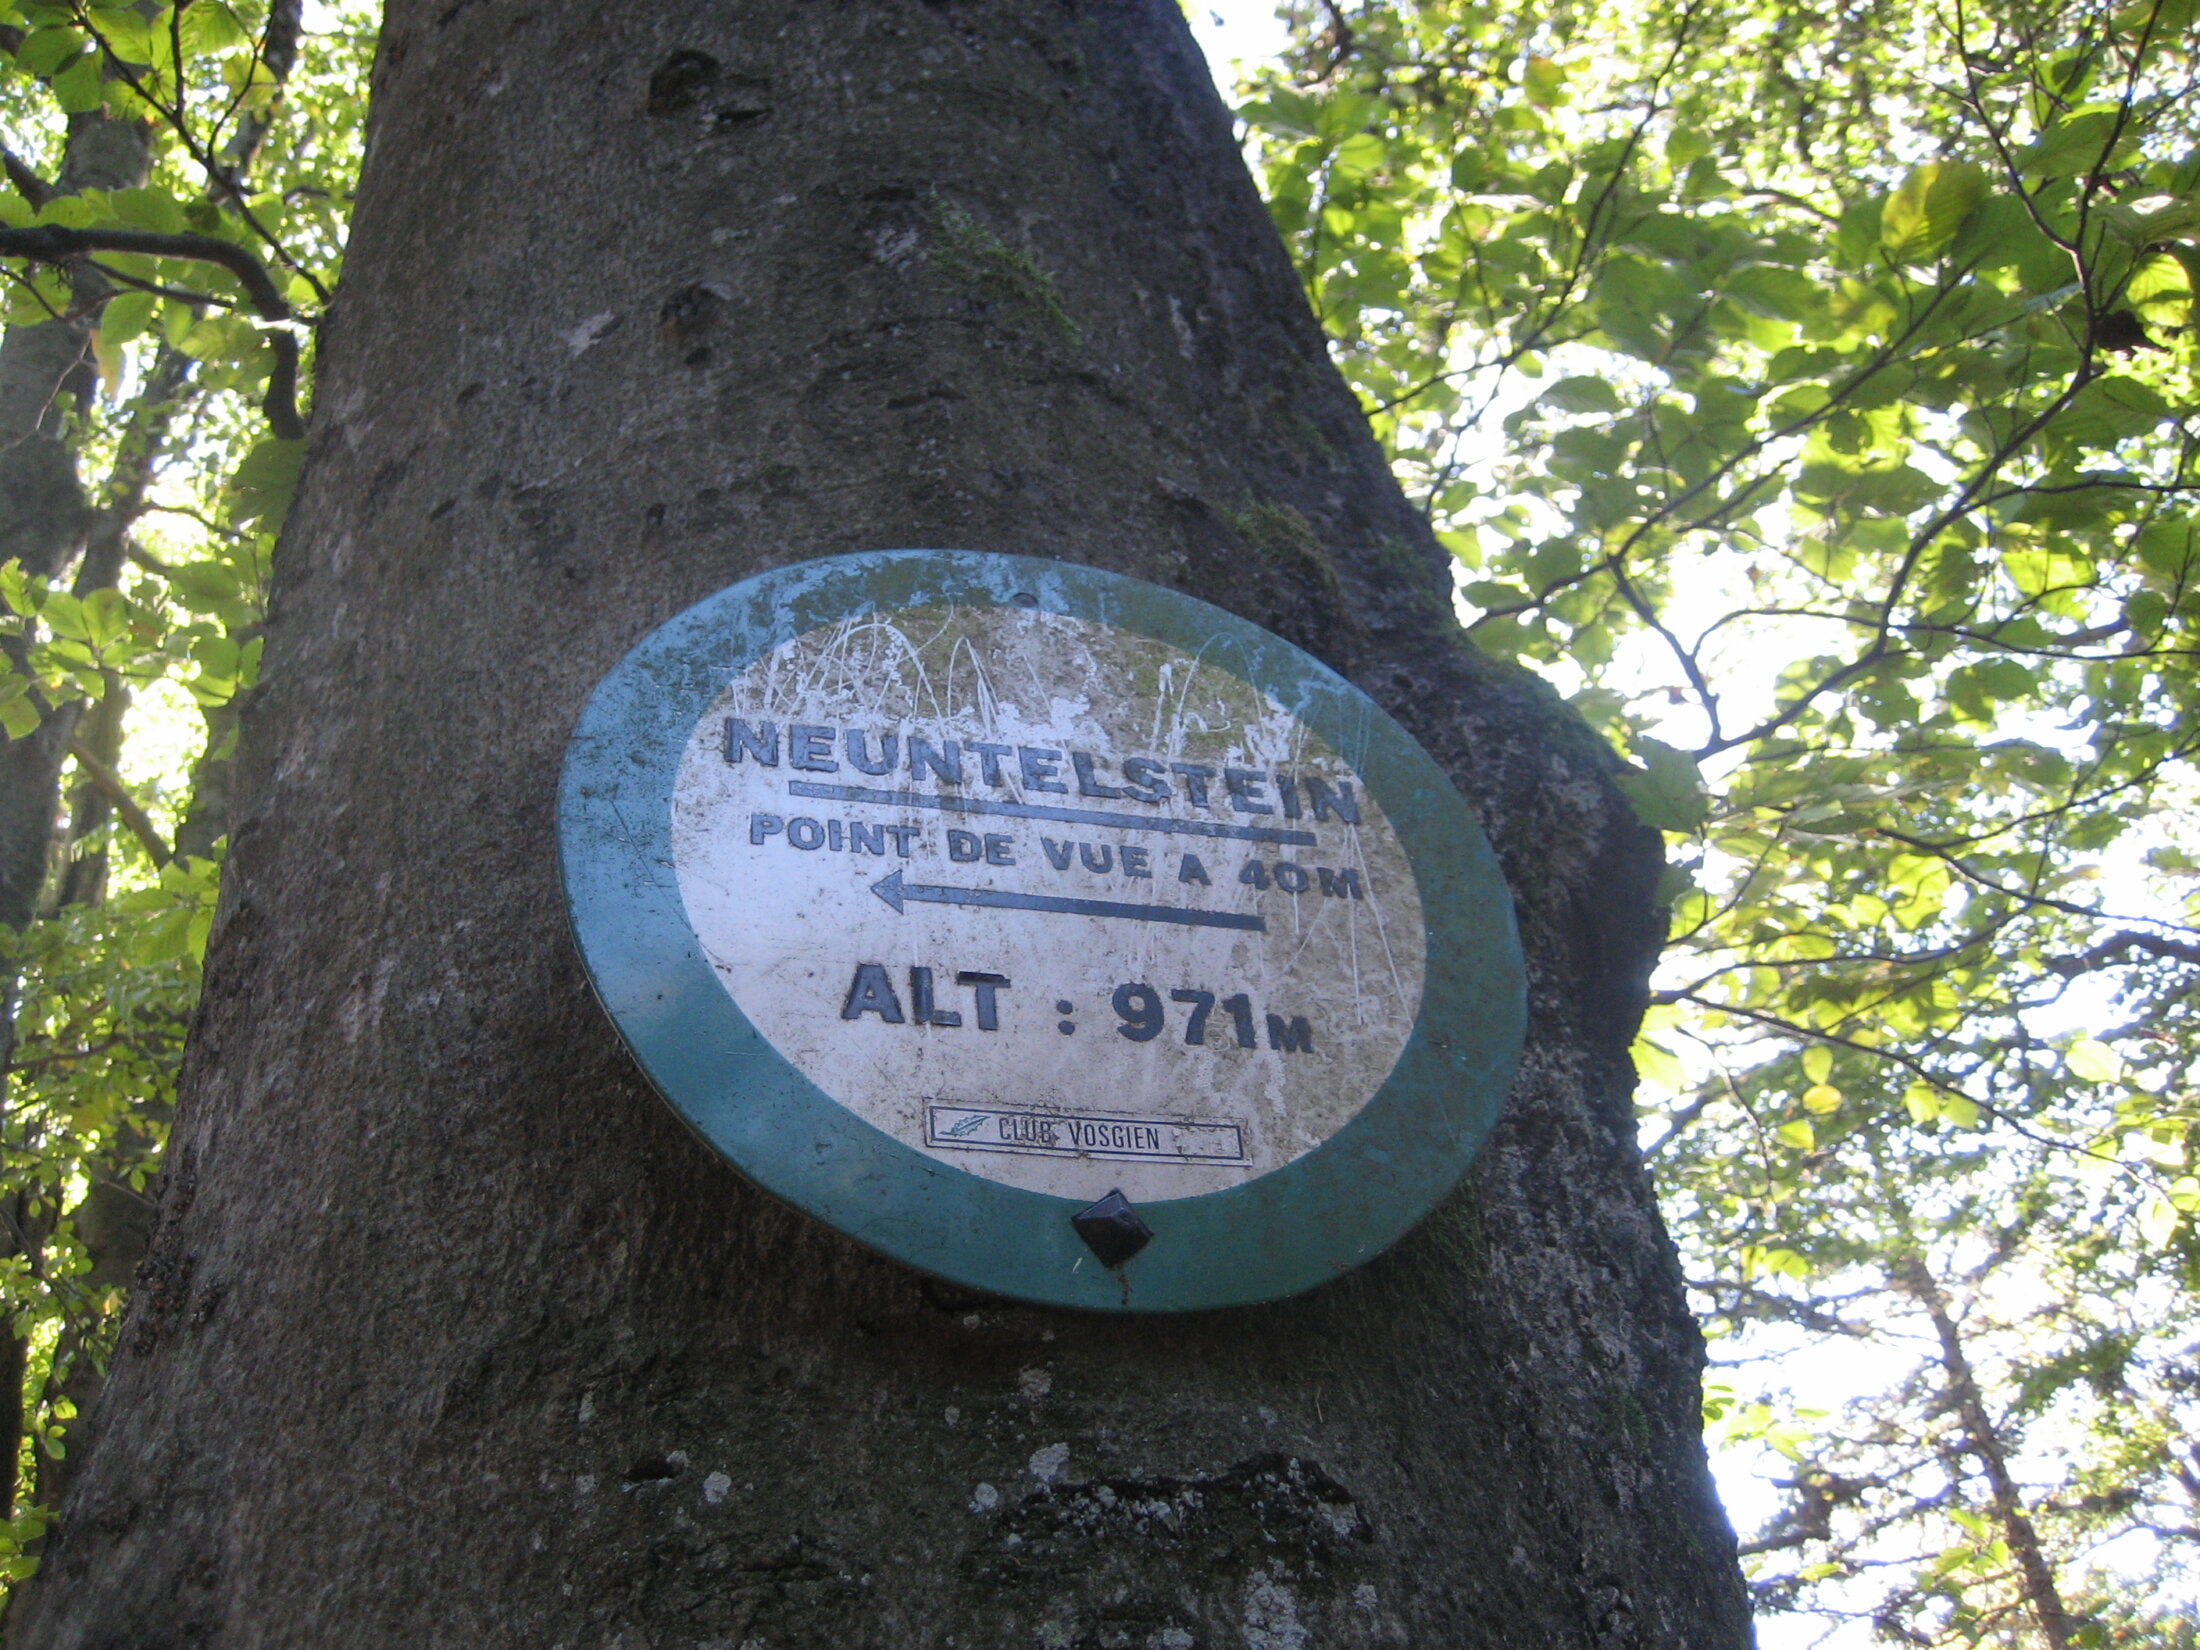 NEUNTELSTEIN
POINT DE VUE A 40M
ALT : 971M
CLUB VOSGIEN